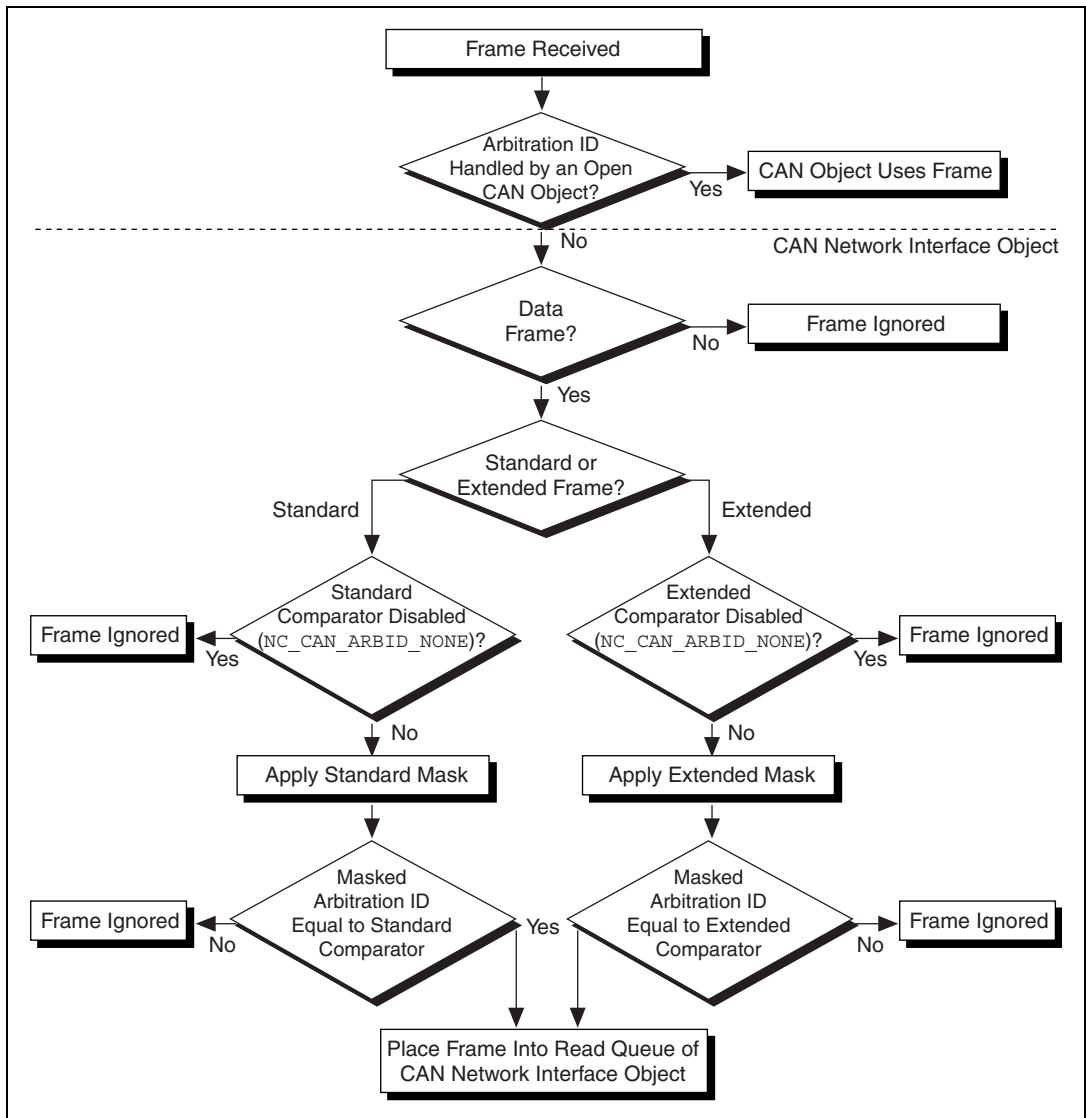 Frame Received
Arbitration ID
Handled by an Open
CAN Object?
Yes
CAN Object Uses Frame
No
CAN Network Interface Object
Data
Frame?
No
Frame Ignored
Yes
Standard or
Extended Frame?
Standard
Extended
Standard
Comparator Disabled
(NC_CAN_ARBID_NONE)?
Yes
Frame Ignored
No
Extended
Comparator Disabled
(NC_CAN_ARBID_NONE)?
Yes
Frame Ignored
No
Apply Standard Mask
Apply Extended Mask
Masked
Arbitration ID
Equal to Standard
Comparator
No
Frame Ignored
Yes
Masked
Arbitration ID
Equal to Extended
Comparator
No
Frame Ignored
Place Frame Into Read Queue of
CAN Network Interface Object